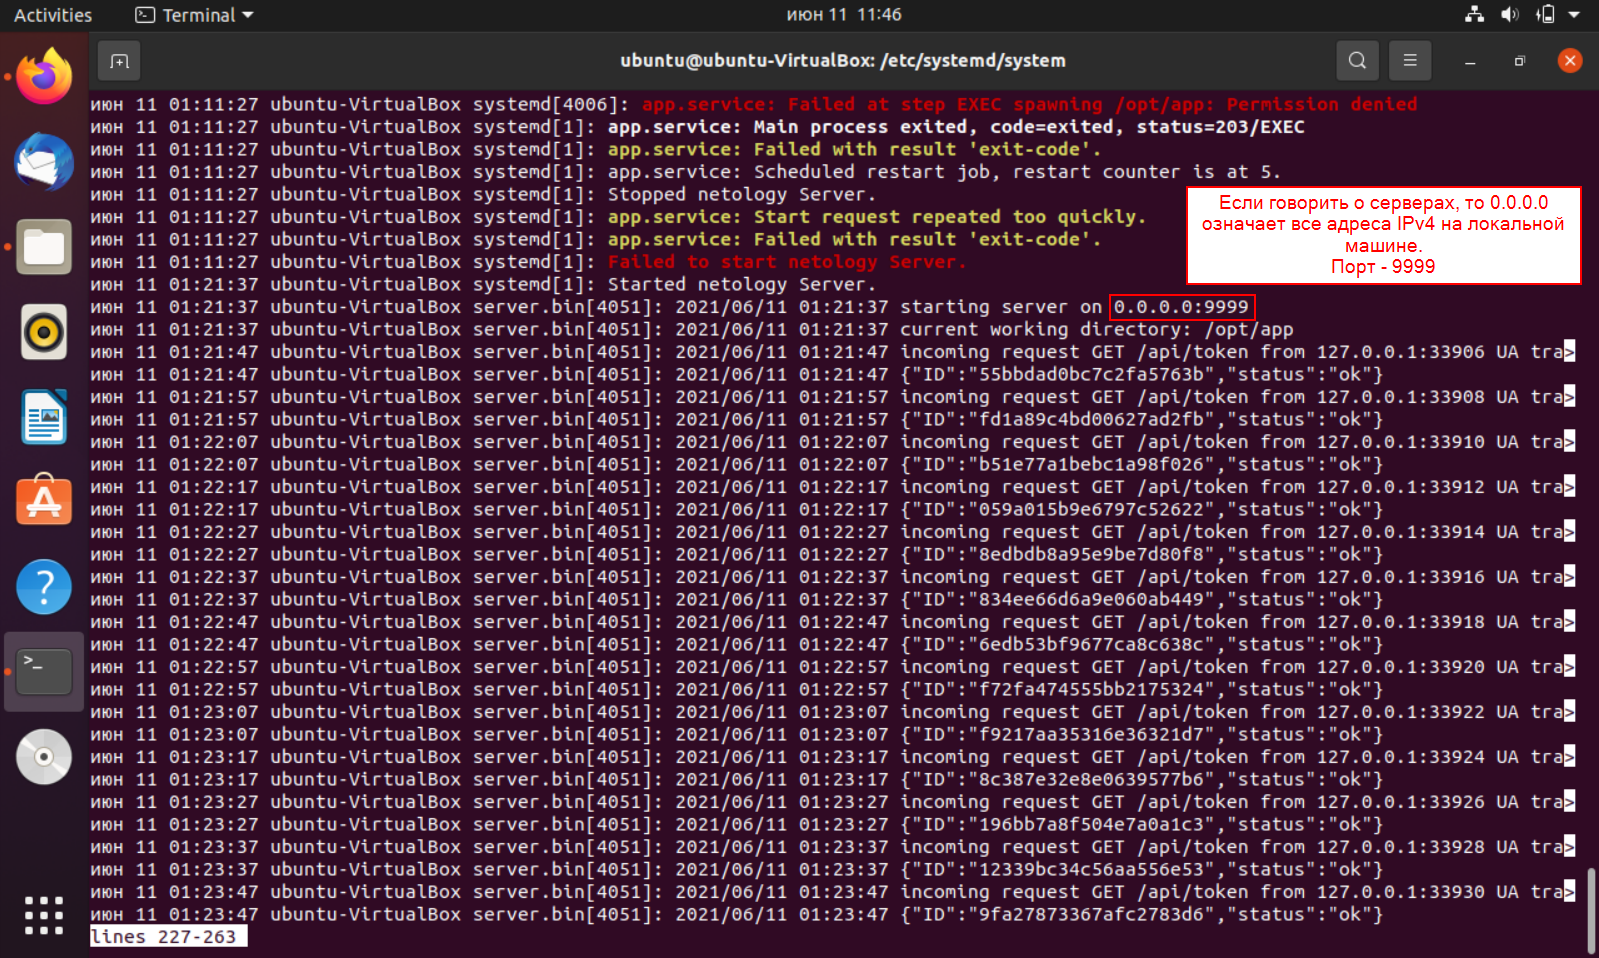 Activities
Terminal
июн 11 11:46
ubuntu@ubuntu-VirtualBox: /etc/systemd/system
июн 11 01:11:27 ubuntu-VirtualBox systemd[4006]: app.service: Failed at step EXEC spawning /opt/app: Permission denied
июн 11 01:11:27 ubuntu-VirtualBox systemd[1]: app.service: Main process exited, code=exited, status=203/EXEC
июн 11 01:11:27 ubuntu-VirtualBox systemd[1]: app.service: Failed with result 'exit-code'.
июн 11 01:11:27 ubuntu-VirtualBox systemd[1]: app.service: Scheduled restart job, restart counter is at 5.
июн 11 01:11:27 ubuntu-VirtualBox systemd[1]: Stopped netology Server.
июн 11 01:11:27 ubuntu-VirtualBox systemd[1]: app.service: Start request repeated too quickly.
июн 11 01:11:27 ubuntu-VirtualBox systemd[1]: app.service: Failed with result 'exit-code'.
июн 11 01:11:27 ubuntu-VirtualBox systemd[1]: Failed to start netology Server.
Если говорить о серверах, то 0.0.0.0
означает все адреса IPv4 на локальной
машине.
Порт - 9999
июн 11 01:21:37 ubuntu-VirtualBox systemd[1]: Started netology Server.
июн 11 01:21:37 ubuntu-VirtualBox server.bin[4051]: 2021/06/11 01:21:37 starting server on 0.0.0.0:9999
июн 11 01:21:37 ubuntu-VirtualBox server.bin[4051]: 2021/06/11 01:21:37 current working directory: /opt/app
июн 11 01:21:47 ubuntu-VirtualBox server.bin[4051]: 2021/06/11 01:21:47 incoming request GET /api/token from 127.0.0.1:33906 UA tra>
июн 11 01:21:47 ubuntu-VirtualBox server.bin[4051]: 2021/06/11 01:21:47 {"ID":"55bbdad0bc7c2fa5763b","status":"ok"}
июн 11 01:21:57 ubuntu-VirtualBox server.bin[4051]: 2021/06/11 01:21:57 incoming request GET /api/token from 127.0.0.1:33908 UA tra>
июн 11 01:21:57 ubuntu-VirtualBox server.bin[4051]: 2021/06/11 01:21:57 {"ID":"fd1a89c4bd00627ad2fb","status":"ok"}
июн 11 01:22:07 ubuntu-VirtualBox server.bin[4051]: 2021/06/11 01:22:07 incoming request GET /api/token from 127.0.0.1:33910 UA tra>
июн 11 01:22:07 ubuntu-VirtualBox server.bin[4051]: 2021/06/11 01:22:07 {"ID":"b51e77a1bebc1a98f026","status":"ok"}
июн 11 01:22:17 ubuntu-VirtualBox server.bin[4051]: 2021/06/11 01:22:17 incoming request GET /api/token from 127.0.0.1:33912 UA tra>
июн 11 01:22:17 ubuntu-VirtualBox server.bin[4051]: 2021/06/11 01:22:17 {"ID":"059a015b9e6797c52622","status":"ok"}
июн 11 01:22:27 ubuntu-VirtualBox server.bin[4051]: 2021/06/11 01:22:27 incoming request GET /api/token from 127.0.0.1:33914 UA tra>
июн 11 01:22:27 ubuntu-VirtualBox server.bin[4051]: 2021/06/11 01:22:27 {"ID":"8edbdb8a95e9be7d80f8","status":"ok"}
июн 11 01:22:37 ubuntu-VirtualBox server.bin[4051]: 2021/06/11 01:22:37 incoming request GET /api/token from 127.0.0.1:33916 UA tra>
июн 11 01:22:37 ubuntu-VirtualBox server.bin[4051]: 2021/06/11 01:22:37 {"ID":"834ee66d6a9e060ab449","status":"ok"}
июн 11 01:22:47 ubuntu-VirtualBox server.bin[4051]: 2021/06/11 01:22:47 incoming request GET /api/token from 127.0.0.1:33918 UA tra>
июн 11 01:22:47 ubuntu-VirtualBox server.bin[4051]: 2021/06/11 01:22:47 {"ID":"6edb53bf9677ca8c638c","status":"ok"}
июн 11 01:22:57 ubuntu-VirtualBox server.bin[4051]: 2021/06/11 01:22:57 incoming request GET /api/token from 127.0.0.1:33920 UA tra>
июн 11 01:22:57 ubuntu-VirtualBox server.bin[4051]: 2021/06/11 01:22:57 {"ID":"f72fa474555bb2175324","status":"ok"}
июн 11 01:23:07 ubuntu-VirtualBox server.bin[4051]: 2021/06/11 01:23:07 incoming request GET /api/token from 127.0.0.1:33922 UA tra>
июн 11 01:23:07 ubuntu-VirtualBox server.bin[4051]: 2021/06/11 01:23:07 {"ID":"f9217aa35316e36321d7","status":"ok"}
июн 11 01:23:17 ubuntu-VirtualBox server.bin[4051]: 2021/06/11 01:23:17 incoming request GET /api/token from 127.0.0.1:33924 UA tra>
июн 11 01:23:17 ubuntu-VirtualBox server.bin[4051]: 2021/06/11 01:23:17 {"ID":"8c387e32e8e0639577b6","status":"ok"}
июн 11 01:23:27 ubuntu-VirtualBox server.bin[4051]: 2021/06/11 01:23:27 incoming request GET /api/token from 127.0.0.1:33926 UA tra>
июн 11 01:23:27 ubuntu-VirtualBox server.bin[4051]: 2021/06/11 01:23:27 {"ID":"196bb7a8f504e7a0a1c3","status":"ok"}
июн 11 01:23:37 ubuntu-VirtualBox server.bin[4051]: 2021/06/11 01:23:37 incoming request GET /api/token from 127.0.0.1:33928 UA tra>
июн 11 01:23:37 ubuntu-VirtualBox server.bin[4051]: 2021/06/11 01:23:37 {"ID":"12339bc34c56aa556e53","status":"ok"}
июн 11 01:23:47 ubuntu-VirtualBox server.bin[4051]: 2021/06/11 01:23:47 incoming request GET /api/token from 127.0.0.1:33930 UA tra>
июн 11 01:23:47 ubuntu-VirtualBox server.bin[4051]: 2021/06/11 01:23:47 {"ID":"9fa27873367afc2783d6","status":"ok"}
lines 227-263